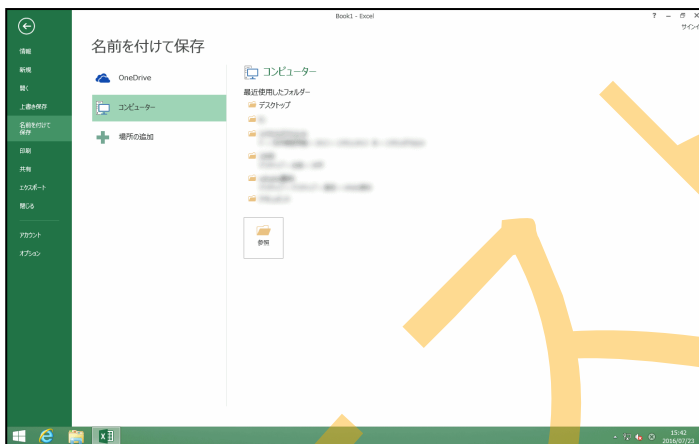 Book1 - Excel
?
サインイ
情報
新規
開く
上書き保存
名前を付けて
保存
印刷
共有
エクスポート
閉じる
アカウント
オプション
名前を付けて保存
OneDrive
コンピューター
場所の追加
コンピューター
最近使用したフォルダー
デスクトップ
参照
15:42
2016/07/23